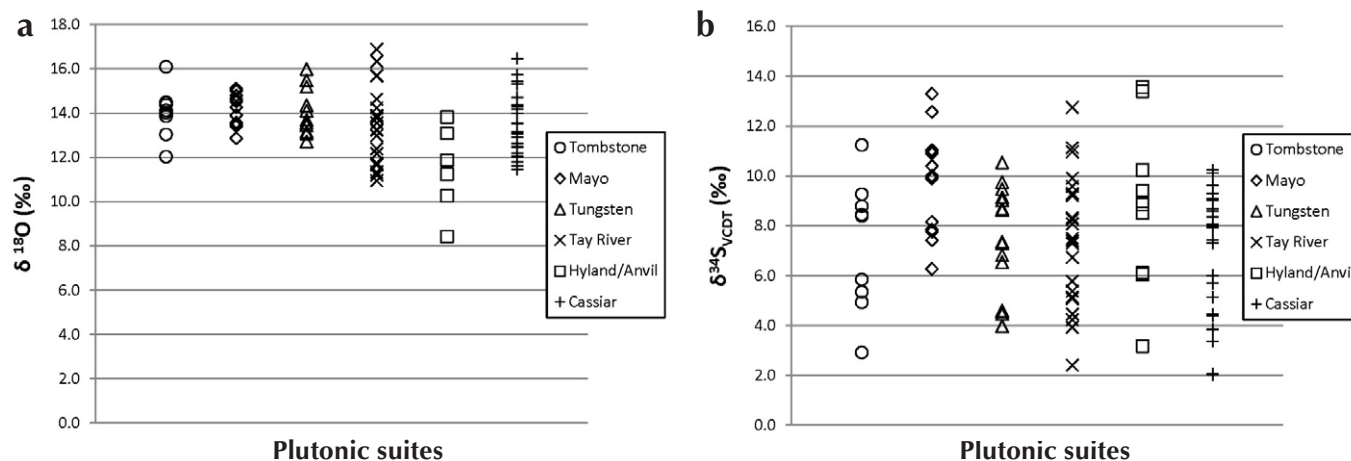 a
18.0
16.0
14.0
12.0
10.0
8.0
6.0
4.0
2.0
0.0
δ ¹⁸O (‰)
Plutonic suites
Tombstone
Mayo
Tungsten
Tay River
Hyland/Anvil
Cassiar
b
16.0
14.0
12.0
10.0
8.0
6.0
4.0
2.0
0.0
δ³⁴S_VCDT (‰)
Plutonic suites
Tombstone
Mayo
Tungsten
Tay River
Hyland/Anvil
Cassiar